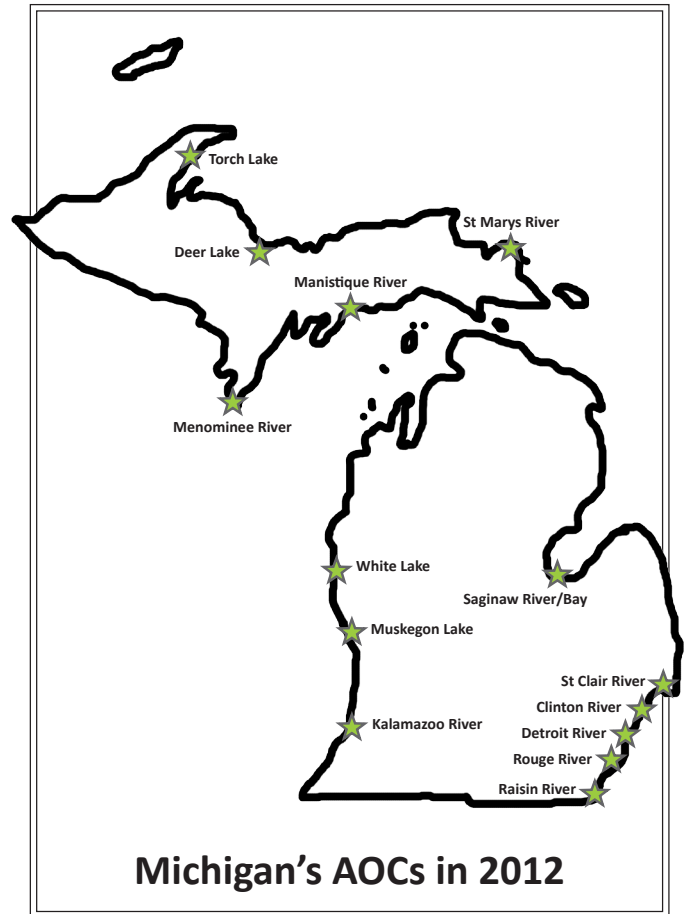 Torch Lake
St Marys River
Deer Lake
Manistique River
Menominee River
White Lake
Saginaw River/Bay
Muskegon Lake
St Clair River
Clinton River
Kalamazoo River
Detroit River
Rouge River
Raisin River
Michigan's AOCs in 2012